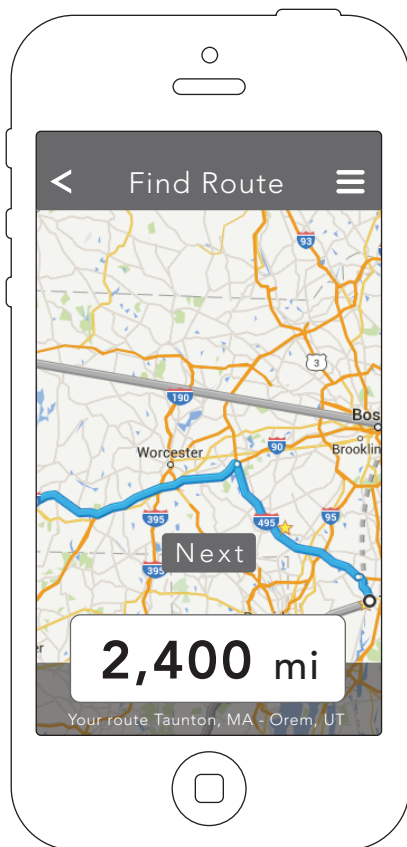 < Find Route
93
3
190
Bos
90
Brooklin
Worcester
395
495
95
Next
395
2,400 mi
Your route Taunton, MA - Orem, UT